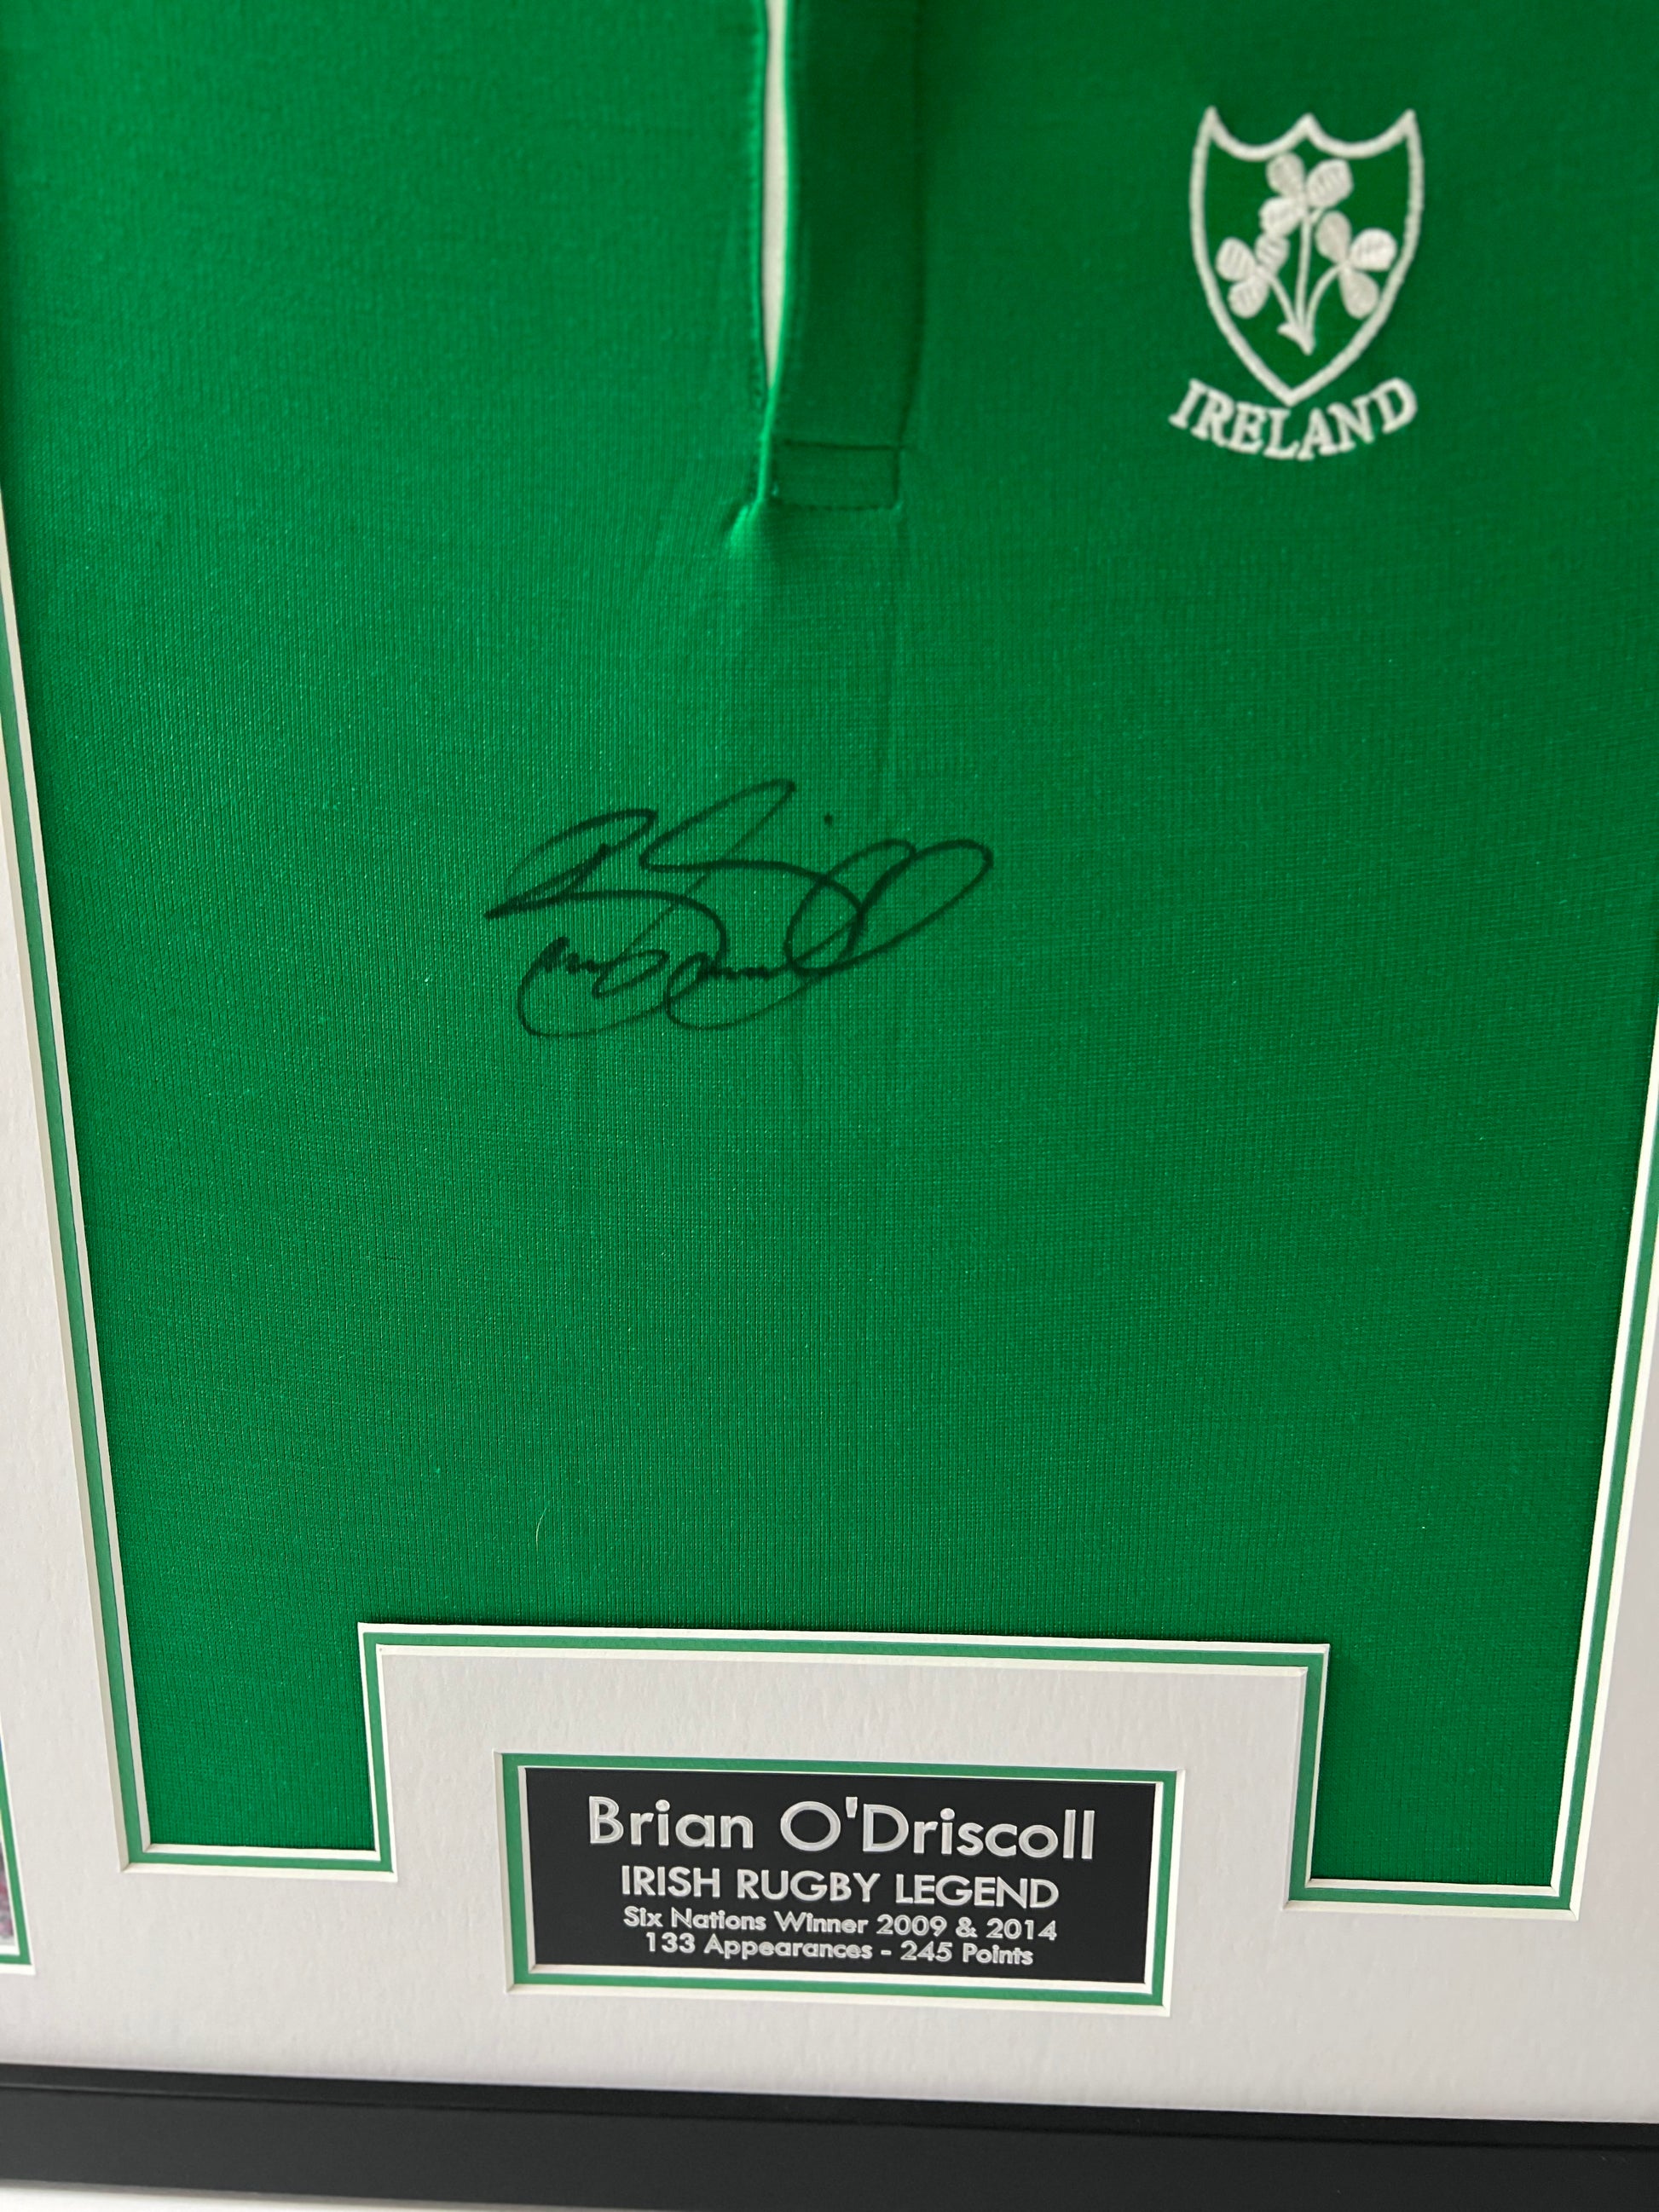 IRELAND
Brian O'Driscoll
IRISH RUGBY LEGEND
Six Nations Winner 2009 & 2014
133 Appearances - 245 Points